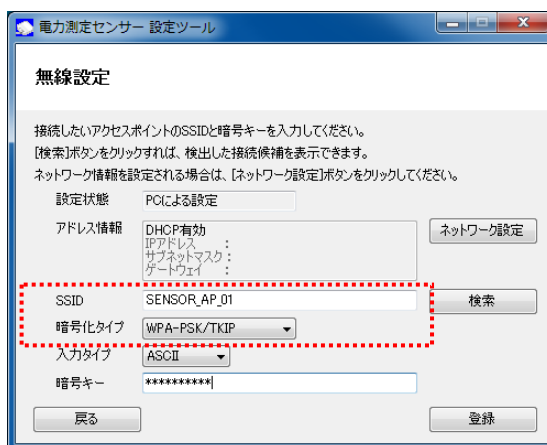 電力測定センサー 設定ツール
無線設定
接続したいアクセスポイントのSSIDと暗号キーを入力してください。
[検索]ボタンをクリックすれば、検出した接続候補を表示できます。
ネットワーク情報を設定される場合は、[ネットワーク設定]ボタンをクリックしてください。
設定状態 PCによる設定
アドレス情報 DHCP有効 ネットワーク設定
IPアドレス :
サブネットマスク :
ゲートウェイ :
SSID SENSOR_AP_01 検索
暗号化タイプ WPA-PSK/TKIP
入力タイプ ASCII
暗号キー **********
戻る 登録